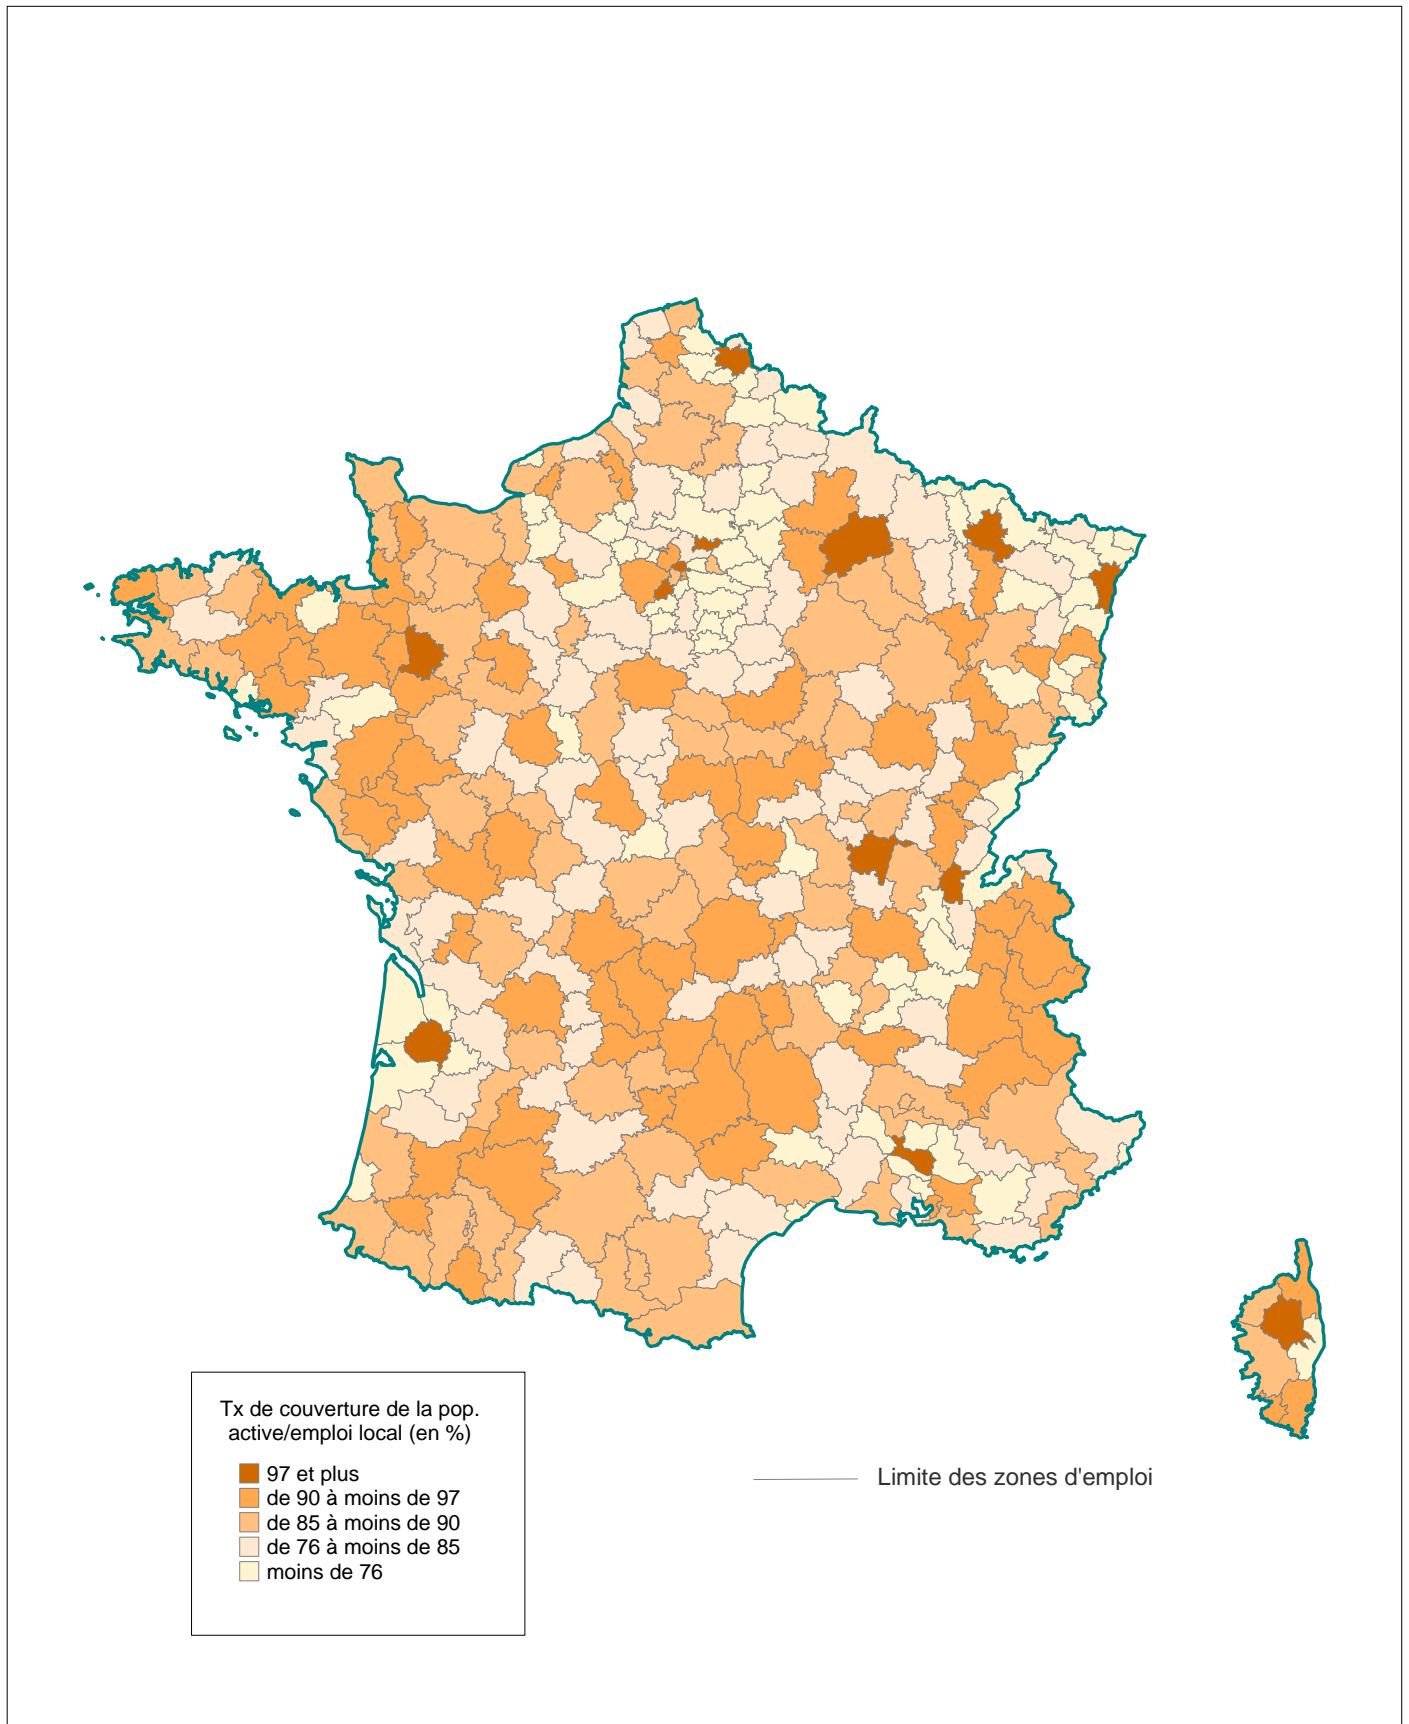 Tx de couverture de la pop.
active/emploi local (en %)
97 et plus
de 90 à moins de 97
de 85 à moins de 90
de 76 à moins de 85
moins de 76
Limite des zones d'emploi